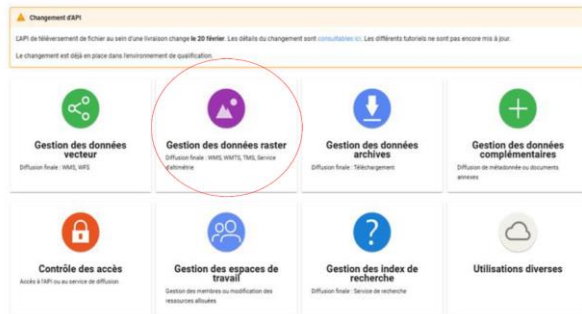 Changement d'API
L'API de téléversement de fichier au sein d'une livraison change le 20 février. Les détails du changement sont consultables ici. Les différents tutoriels ne sont pas encore mis à jour.
Le changement est déjà en place dans l'environnement de qualification.
Gestion des données
vecteur
Diffusion finale : WMS, WFS
Gestion des données raster
Diffusion finale : WMS, WMTS, TMS, Service
d'altimétrie
Gestion des données
archives
Diffusion finale : Téléchargement
Gestion des données
complémentaires
Diffusion de métadonnée ou documents
annexes
Contrôle des accès
Accès à l'API ou au service de diffusion
Gestion des espaces de
travail
Gestion des membres ou modification des
ressources allouées
?
Gestion des index de
recherche
Diffusion finale : Service de recherche
Utilisations diverses